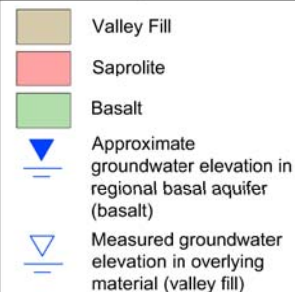 Valley Fill
Saprolite
Basalt
Approximate
groundwater elevation in
regional basal aquifer
(basalt)
Measured groundwater
elevation in overlying
material (valley fill)